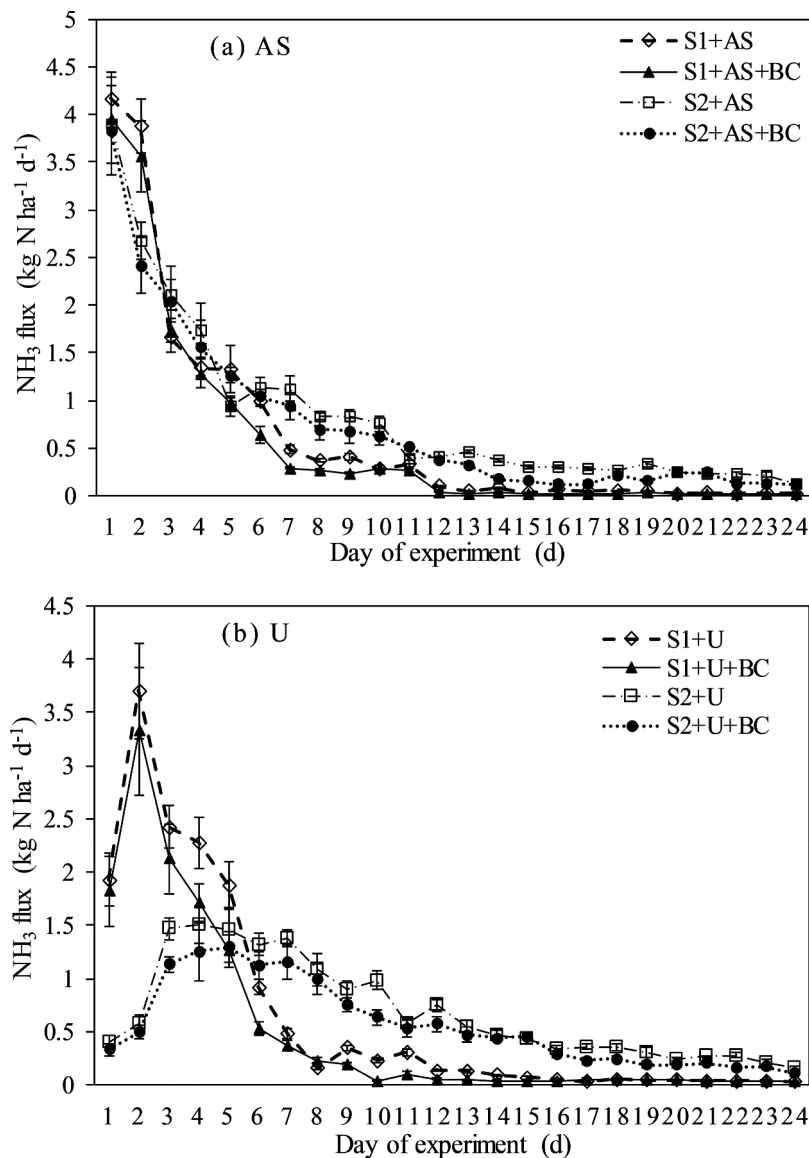 (a) AS
S1+AS
S1+AS+BC
S2+AS
S2+AS+BC
NH3 flux (kg N ha-1 d-1)
5
4.5
4
3.5
3
2.5
2
1.5
1
0.5
0
1 2 3 4 5 6 7 8 9 10 11 12 13 14 15 16 17 18 19 20 21 22 23 24
Day of experiment (d)
(b) U
S1+U
S1+U+BC
S2+U
S2+U+BC
NH3 flux (kg N ha-1 d-1)
4.5
4
3.5
3
2.5
2
1.5
1
0.5
0
1 2 3 4 5 6 7 8 9 10 11 12 13 14 15 16 17 18 19 20 21 22 23 24
Day of experiment (d)